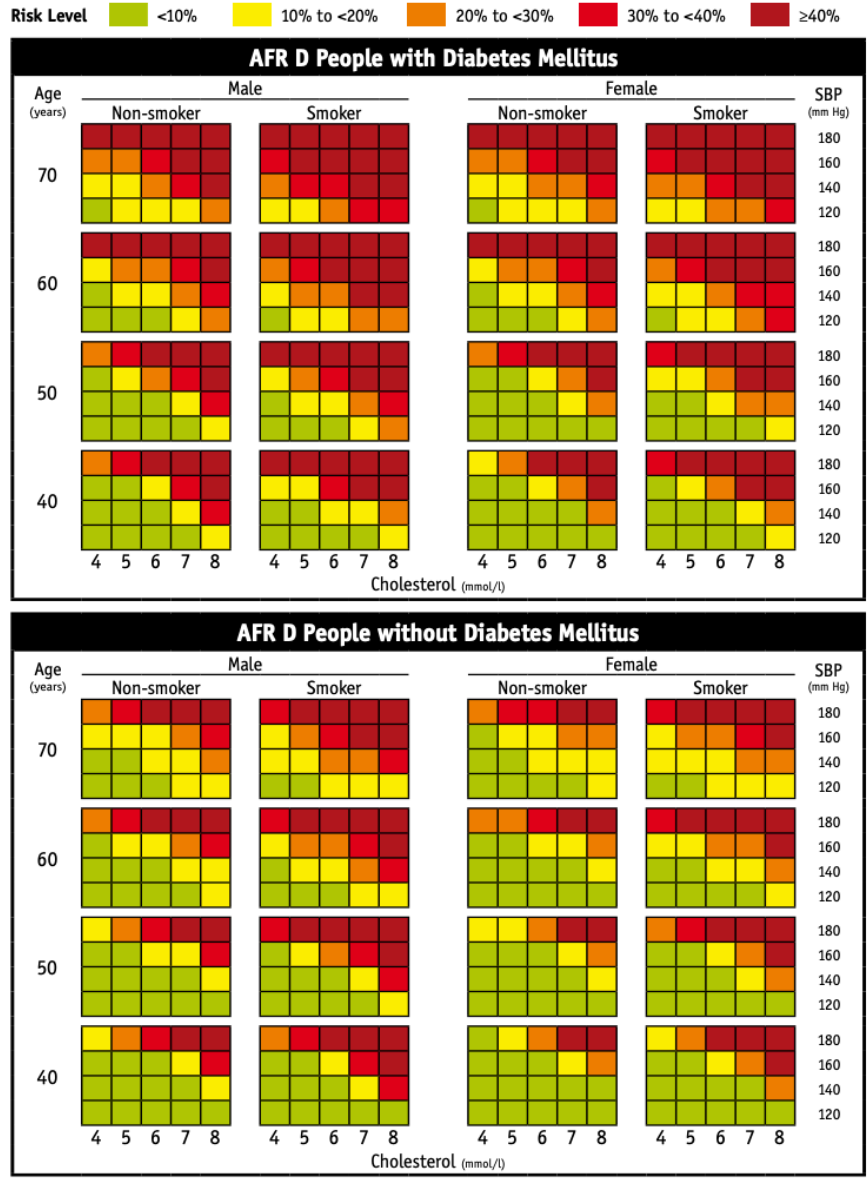 Risk Level <10% 10% to <20% 20% to <30% 30% to <40% ≥40%
AFR D People with Diabetes Mellitus
Age (years) Male Female SBP (mm Hg)
Non-smoker Smoker Non-smoker Smoker
180
70 160
140
120
180
60 160
140
120
180
50 160
140
120
180
40 160
140
120
4 5 6 7 8 4 5 6 7 8 4 5 6 7 8 4 5 6 7 8
Cholesterol (mmol/l)
AFR D People without Diabetes Mellitus
Age (years) Male Female SBP (mm Hg)
Non-smoker Smoker Non-smoker Smoker
180
70 160
140
120
180
60 160
140
120
180
50 160
140
120
180
40 160
140
120
4 5 6 7 8 4 5 6 7 8 4 5 6 7 8 4 5 6 7 8
Cholesterol (mmol/l)